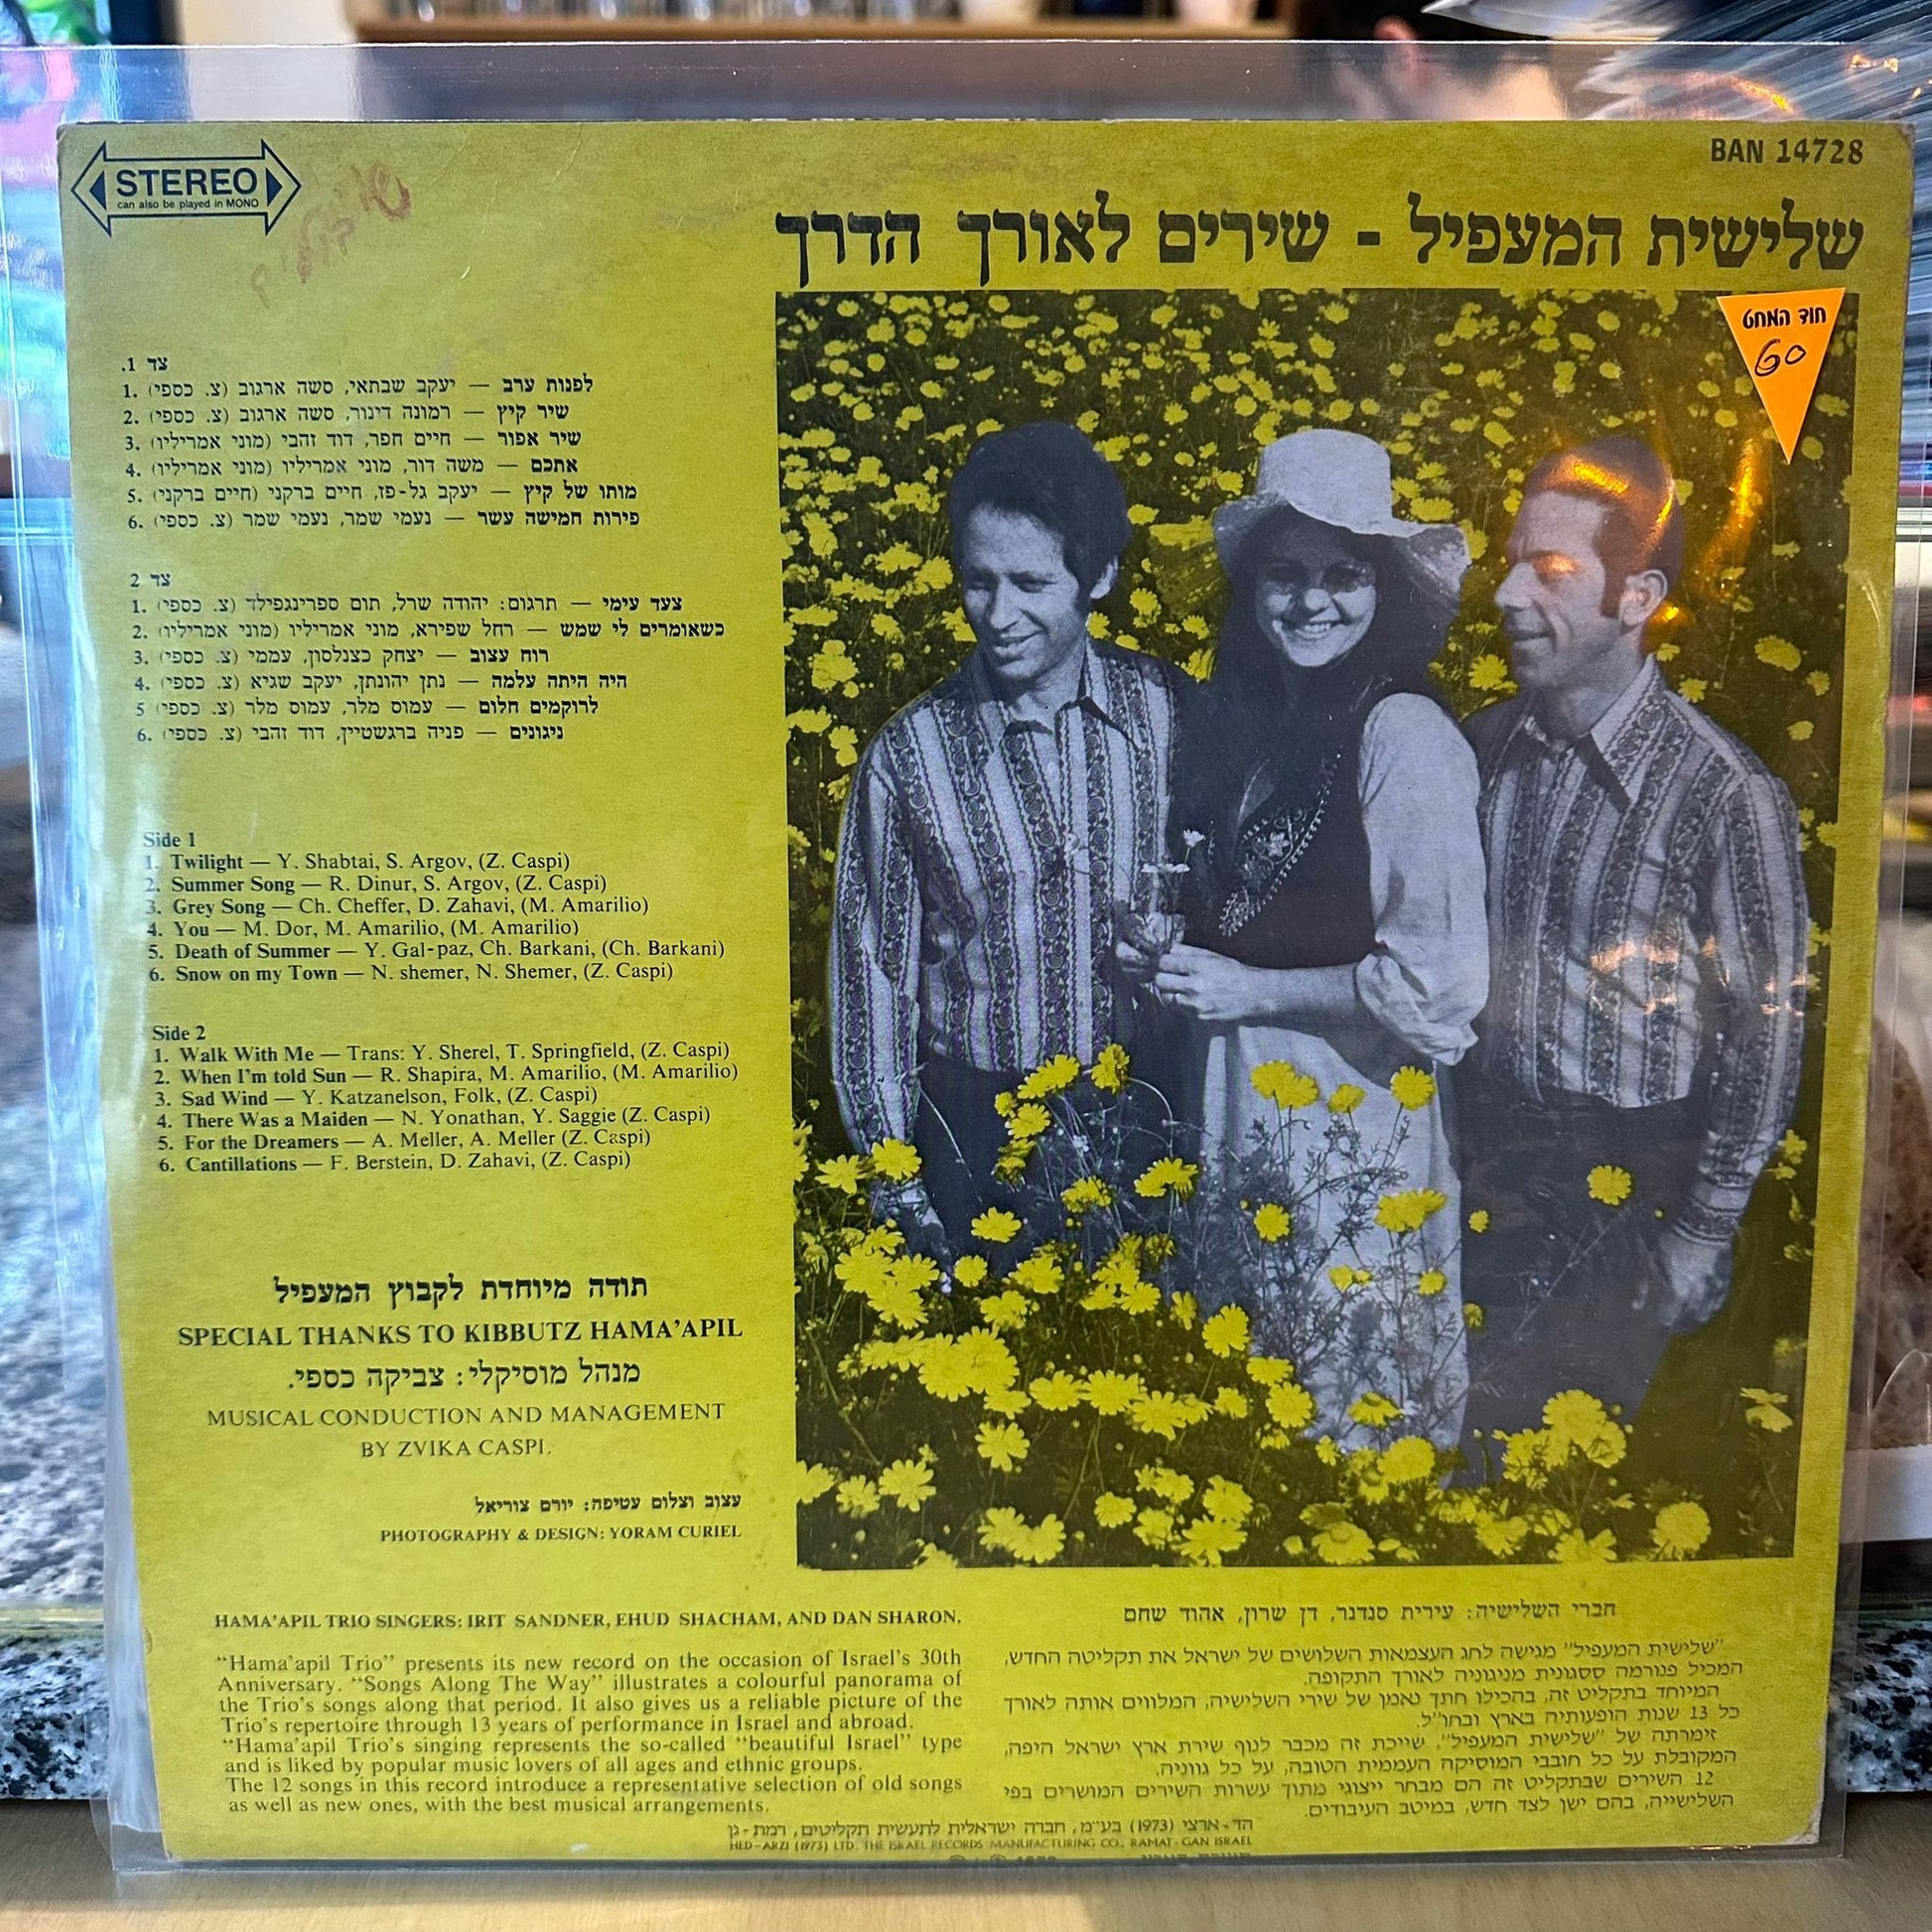 STEREO
can also be played in MONO
BAN 14728
שלישית המעפיל - שירים לאורך הדרך
חוד המחט
60
צד 1.
1. לפנות ערב — יעקב שבתאי, סשה ארגוב (צ. כספי)
2. שיר קיץ — רמונה דינור, סשה ארגוב (צ. כספי)
3. שיר אפור — חיים חפר, דוד זהבי (מוני אמריליו)
4. אתכם — משה דור, מוני אמריליו (מוני אמריליו)
5. מותו של קיץ — יעקב גל-פז, חיים ברקני (חיים ברקני)
6. פירות חמישה עשר — נעמי שמר, נעמי שמר (צ. כספי)
צד 2
1. צעד עימי — תרגום: יהודה שרל, תום ספרינגפילד (צ. כספי)
2. כשאומרים לי שמש — רחל שפירא, מוני אמריליו (מוני אמריליו)
3. רוח עצוב — יצחק כצנלסון, עממי (צ. כספי)
4. היה היתה עלמה — נתן יהונתן, יעקב שגיא (צ. כספי)
5 לרוקמים חלום — עמוס מלר, עמוס מלר (צ. כספי)
6. ניגונים — פניה ברגשטיין, דוד זהבי (צ. כספי)
Side 1
1. Twilight — Y. Shabtai, S. Argov, (Z. Caspi)
2. Summer Song — R. Dinur, S. Argov, (Z. Caspi)
3. Grey Song — Ch. Cheffer, D. Zahavi, (M. Amarilio)
4. You — M. Dor, M. Amarilio, (M. Amarilio)
5. Death of Summer — Y. Gal-paz, Ch. Barkani, (Ch. Barkani)
6. Snow on my Town — N. shemer, N. Shemer, (Z. Caspi)
Side 2
1. Walk With Me — Trans: Y. Sherel, T. Springfield, (Z. Caspi)
2. When I'm told Sun — R. Shapira, M. Amarilio, (M. Amarilio)
3. Sad Wind — Y. Katzanelson, Folk, (Z. Caspi)
4. There Was a Maiden — N. Yonathan, Y. Saggie (Z. Caspi)
5. For the Dreamers — A. Meller, A. Meller (Z. Caspi)
6. Cantillations — F. Berstein, D. Zahavi, (Z. Caspi)
תודה מיוחדת לקבוץ המעפיל
SPECIAL THANKS TO KIBBUTZ HAMA'APIL
מנהל מוסיקלי: צביקה כספי.
MUSICAL CONDUCTION AND MANAGEMENT
BY ZVIKA CASPI.
עצוב וצלום עטיפה: יורם צוריאל
PHOTOGRAPHY & DESIGN: YORAM CURIEL
HAMA'APIL TRIO SINGERS: IRIT SANDNER, EHUD SHACHAM, AND DAN SHARON.
"Hama'apil Trio" presents its new record on the occasion of Israel's 30th
Anniversary. "Songs Along The Way" illustrates a colourful panorama of
the Trio's songs along that period. It also gives us a reliable picture of the
Trio's repertoire through 13 years of performance in Israel and abroad.
"Hama'apil Trio's singing represents the so-called "beautiful Israel" type
and is liked by popular music lovers of all ages and ethnic groups.
The 12 songs in this record introduce a representative selection of old songs
as well as new ones, with the best musical arrangements.
חברי השלישיה: עירית סנדנר, דן שרון, אהוד שחם
"שלישית המעפיל" מגישה לחג העצמאות השלושים של ישראל את תקליטה החדש,
המכיל פנורמה ססגונית מניגוניה לאורך התקופה.
המיוחד בתקליט זה, בהכילו חתך נאמן של שירי השלישיה, המלווים אותה לאורך
כל 13 שנות הופעותיה בארץ ובחו"ל.
זימרתה של "שלישית המעפיל", שייכת זה מכבר לנוף שירת ארץ ישראל היפה,
המקובלת על כל חובבי המוסיקה העממית הטובה, על כל גווניה.
12 השירים שבתקליט זה הם מבחר ייצוגי מתוך עשרות השירים המושרים בפי
השלישייה, בהם ישן לצד חדש, במיטב העיבודים.
הד-ארצי (1973) בע"מ, חברה ישראלית לתעשית תקליטים, רמת-גן
HED-ARZI (1973) LTD. THE ISRAEL RECORDS MANUFACTURING CO., RAMAT-GAN ISRAEL